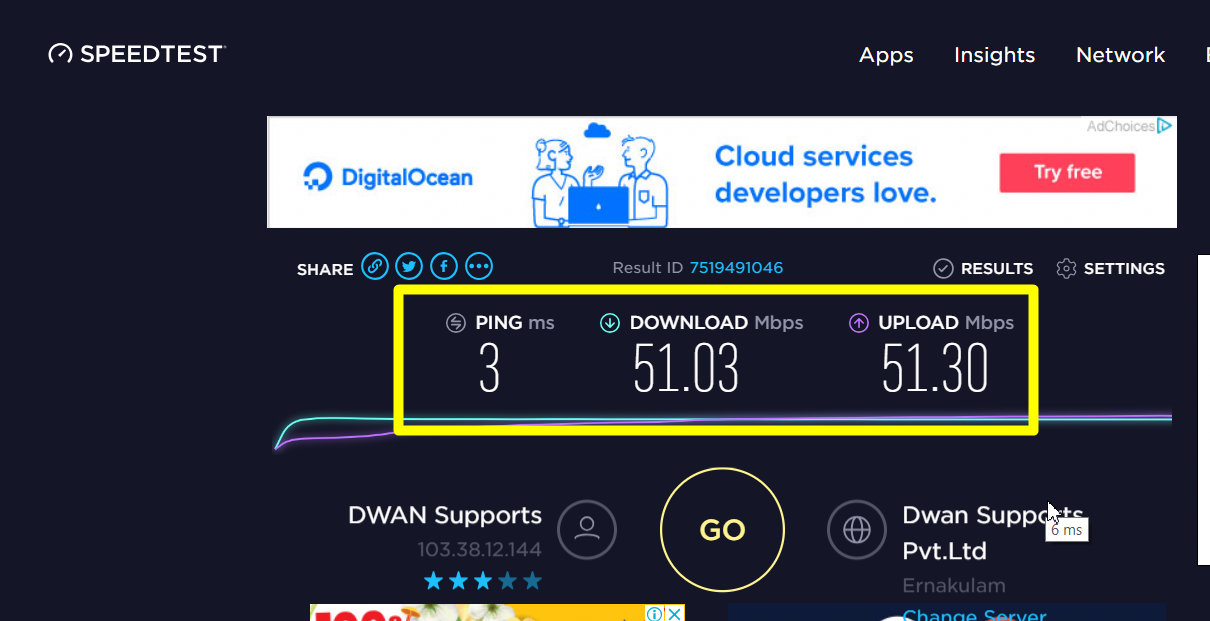 SPEEDTEST
Apps Insights Network
AdChoices
DigitalOcean
Cloud services
developers love.
Try free
SHARE
Result ID 7519491046
RESULTS SETTINGS
PING ms DOWNLOAD Mbps UPLOAD Mbps
3 51.03 51.30
DWAN Supports
103.38.12.144
GO
Dwan Supports
Pvt.Ltd
6 ms
Ernakulam
Change Server